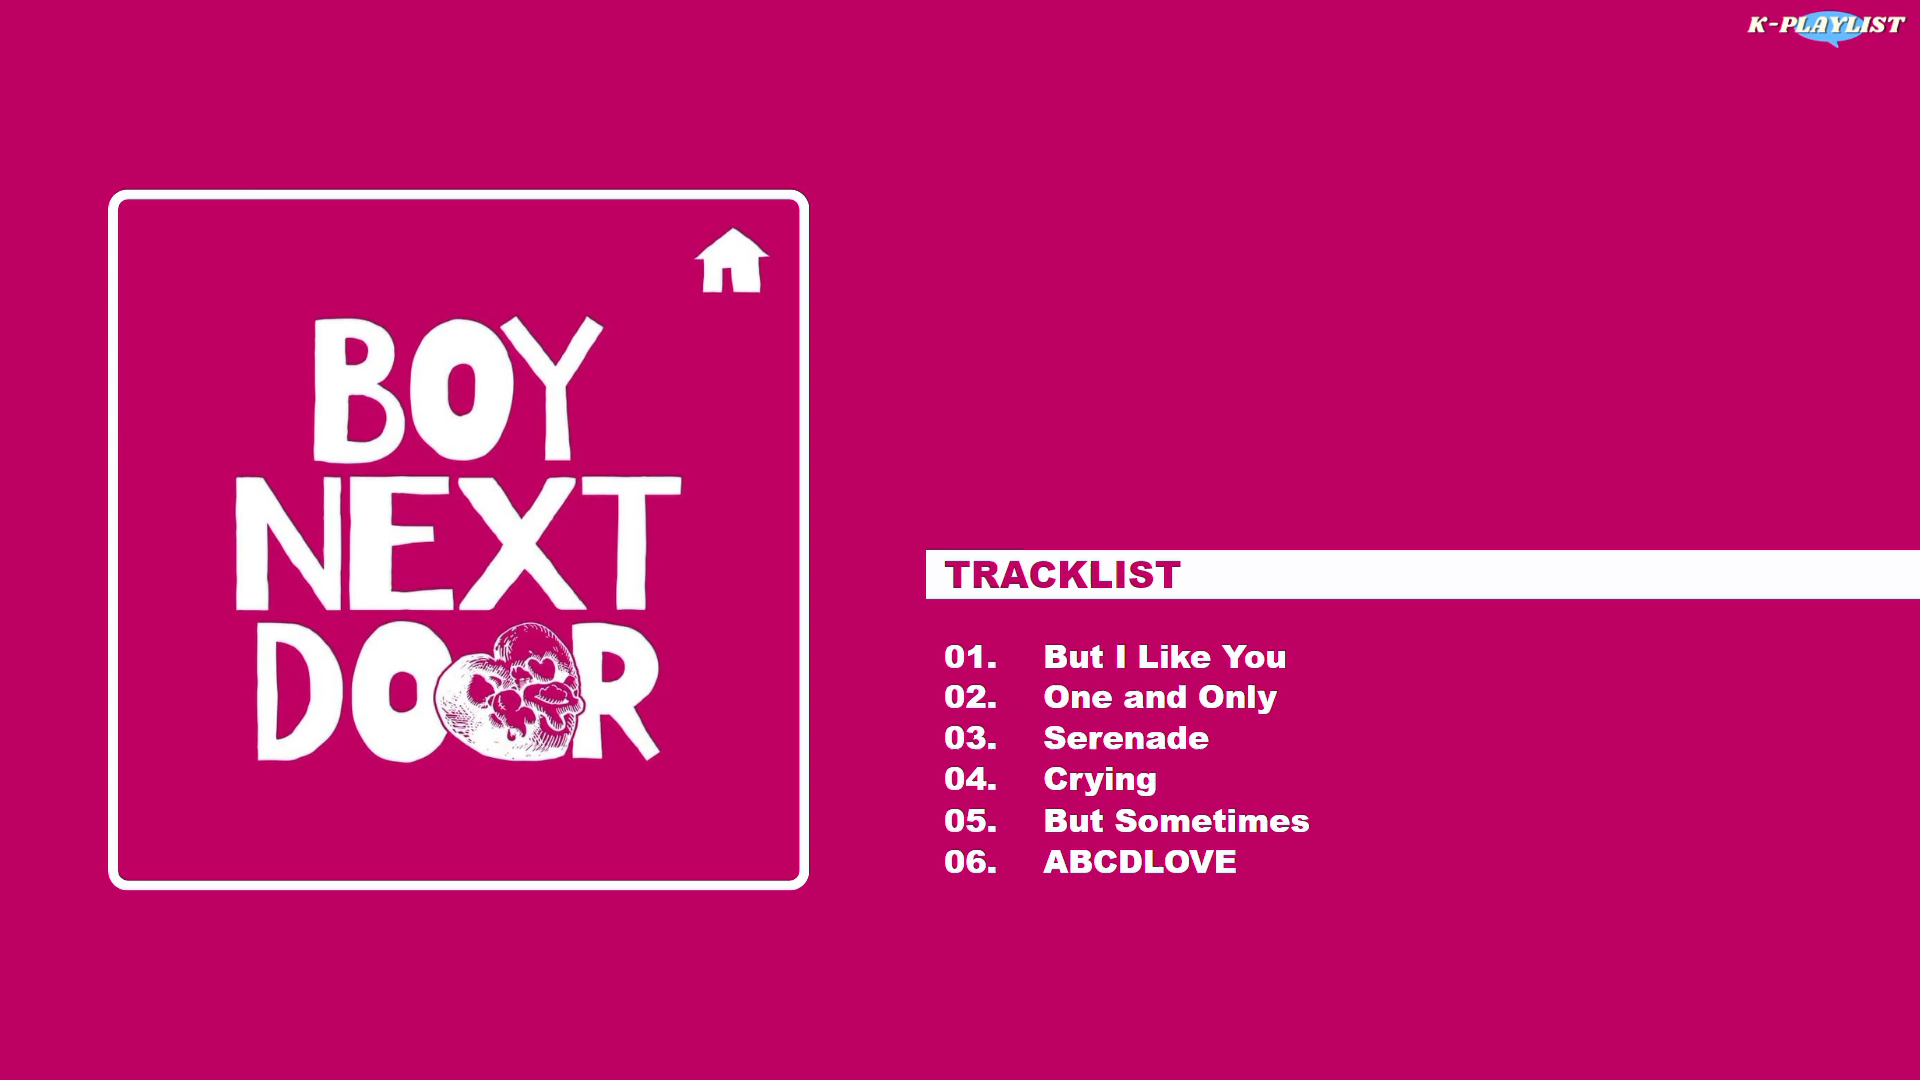 K-PLAYLIST
BOY
NEXT
DOOR
TRACKLIST
01. But I Like You
02. One and Only
03. Serenade
04. Crying
05. But Sometimes
06. ABCDLOVE